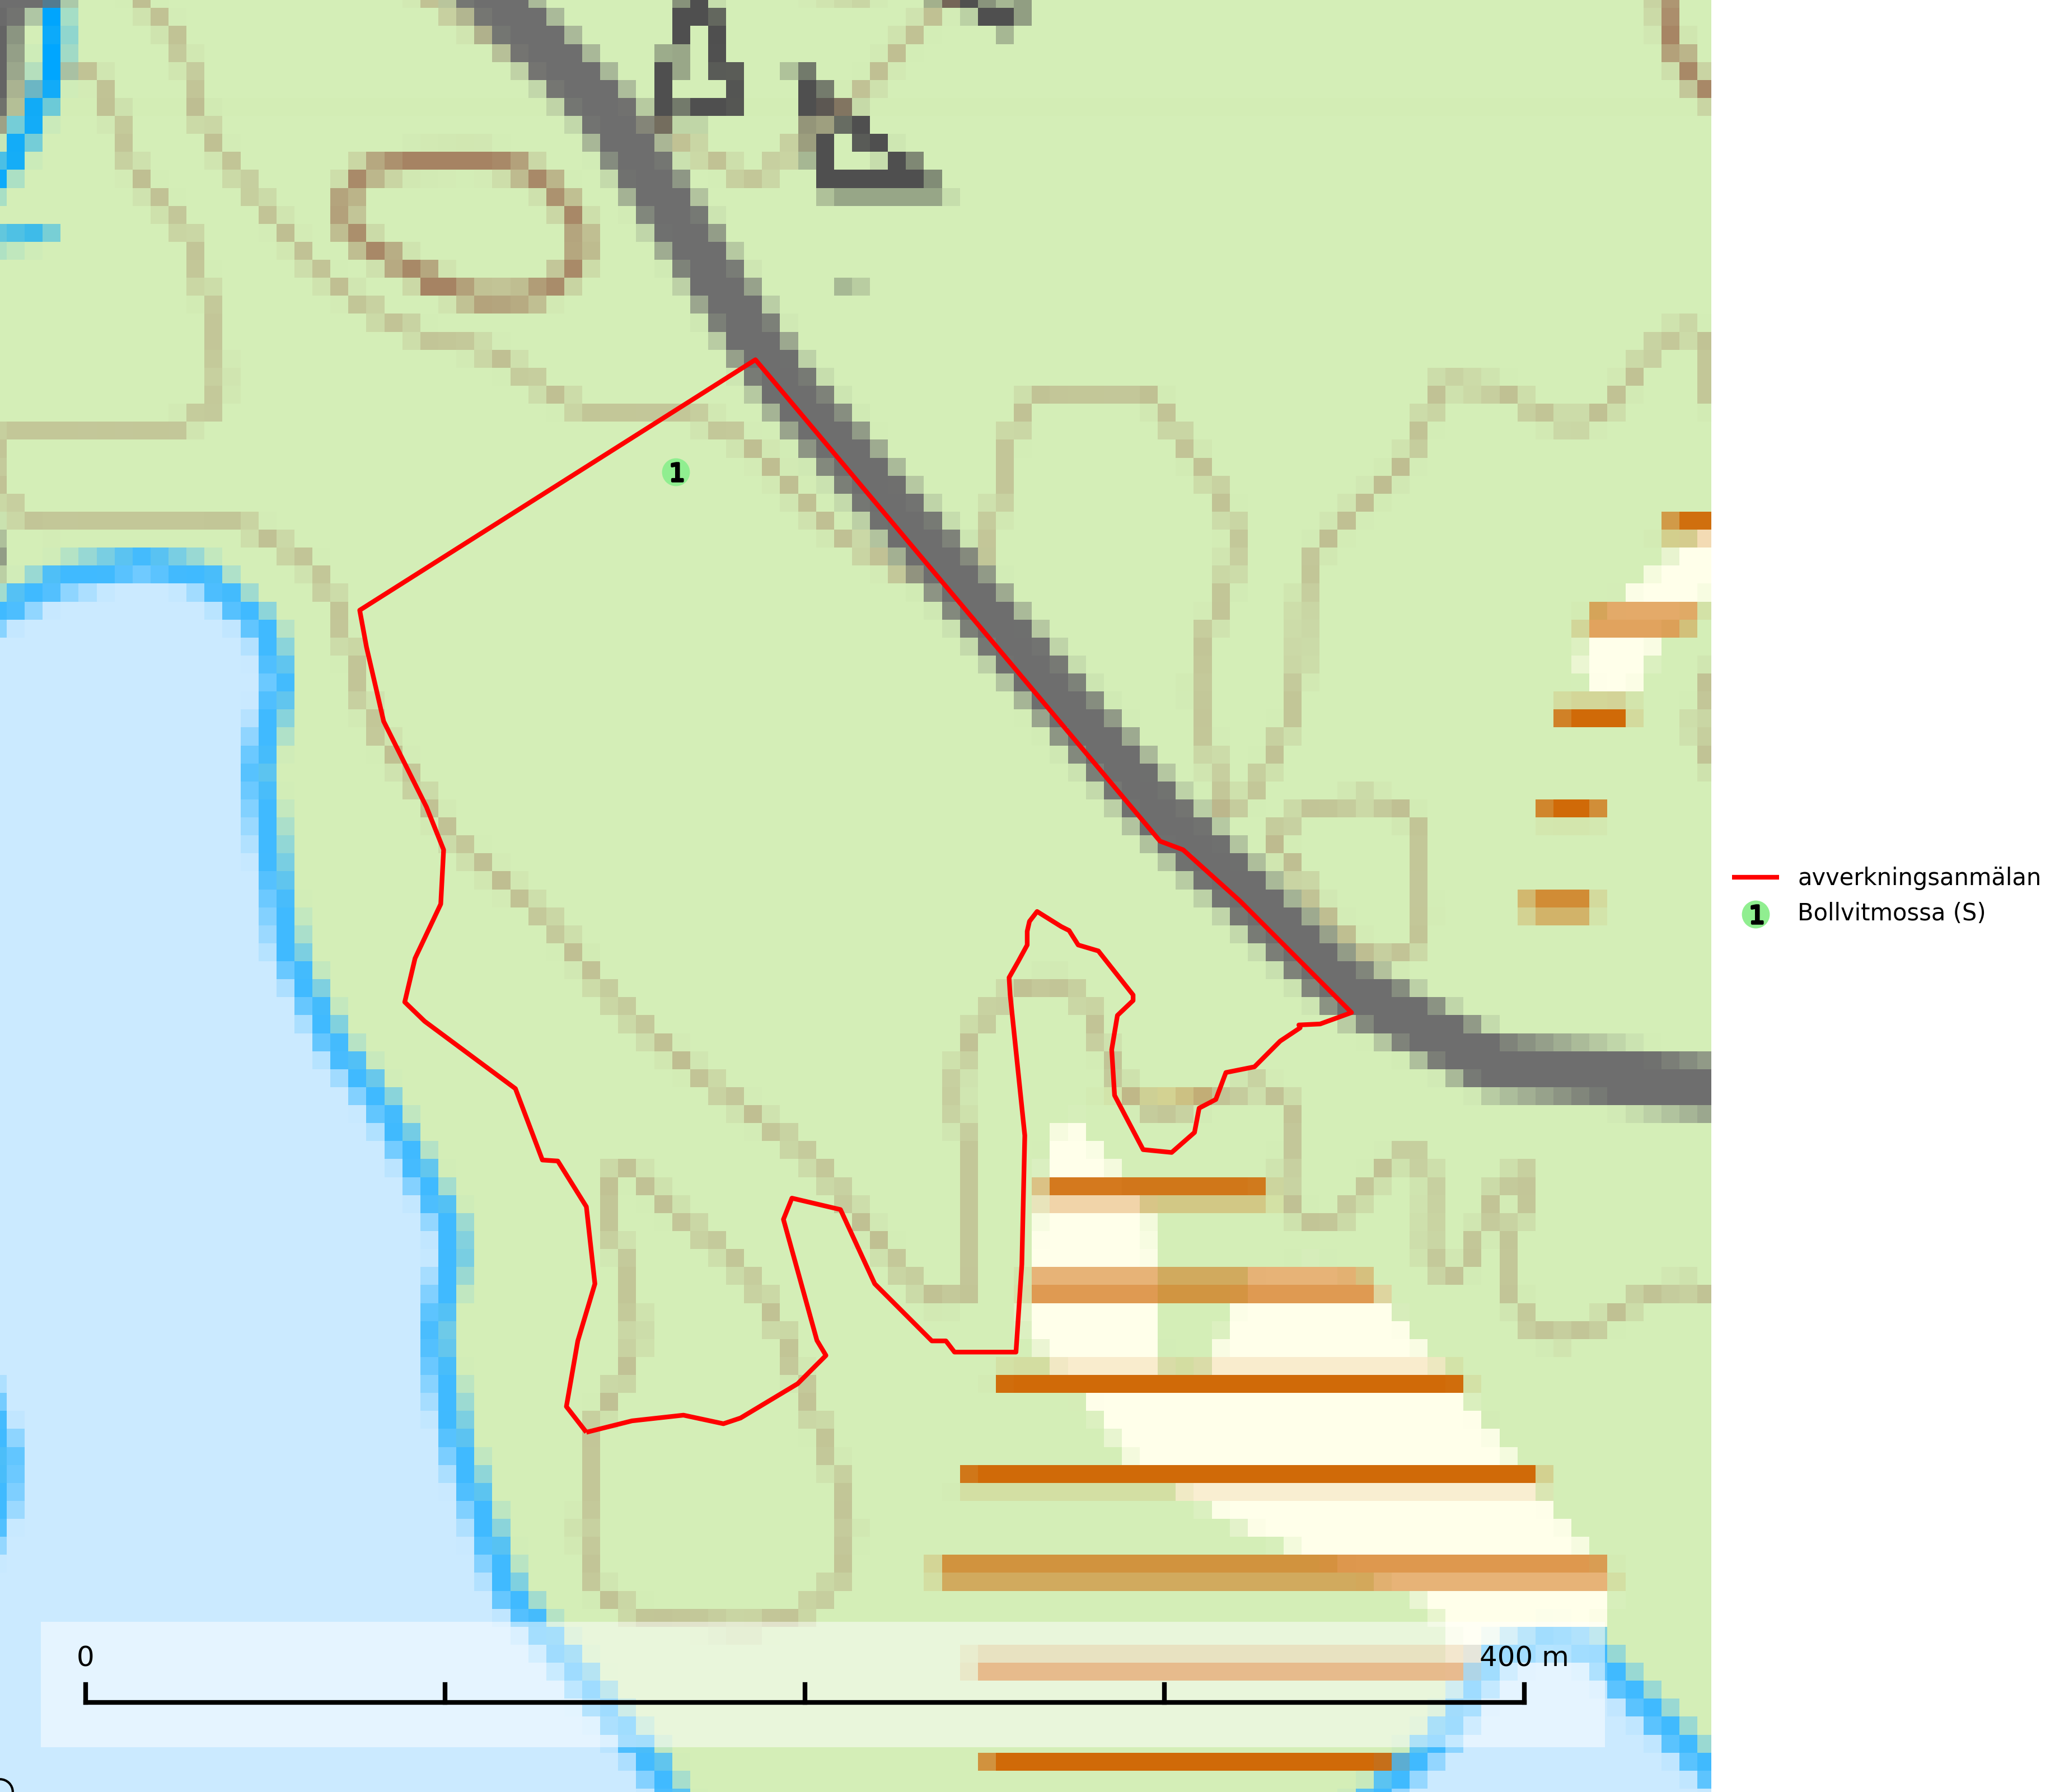 1
avverkningsanmälan
1 Bollvitmossa (S)
0 400 m